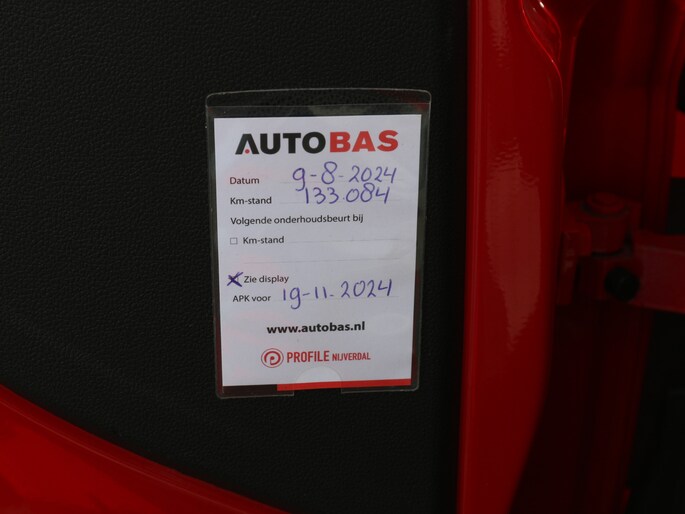 AUTOBAS
Datum 9-8-2024
Km-stand 133.084
Volgende onderhoudsbeurt bij
☐ Km-stand
☒ Zie display
APK voor 19-11-2024
www.autobas.nl
PROFILE NIJVERDAL